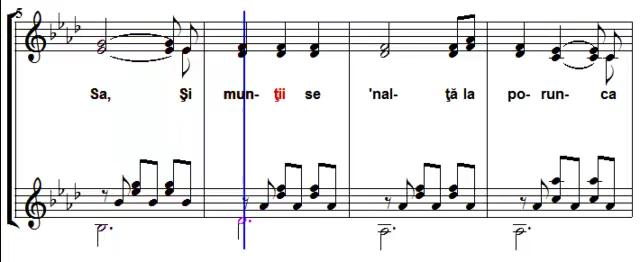 5
Sa, Şi mun- ţii se 'nal- ţă la po- run- ca